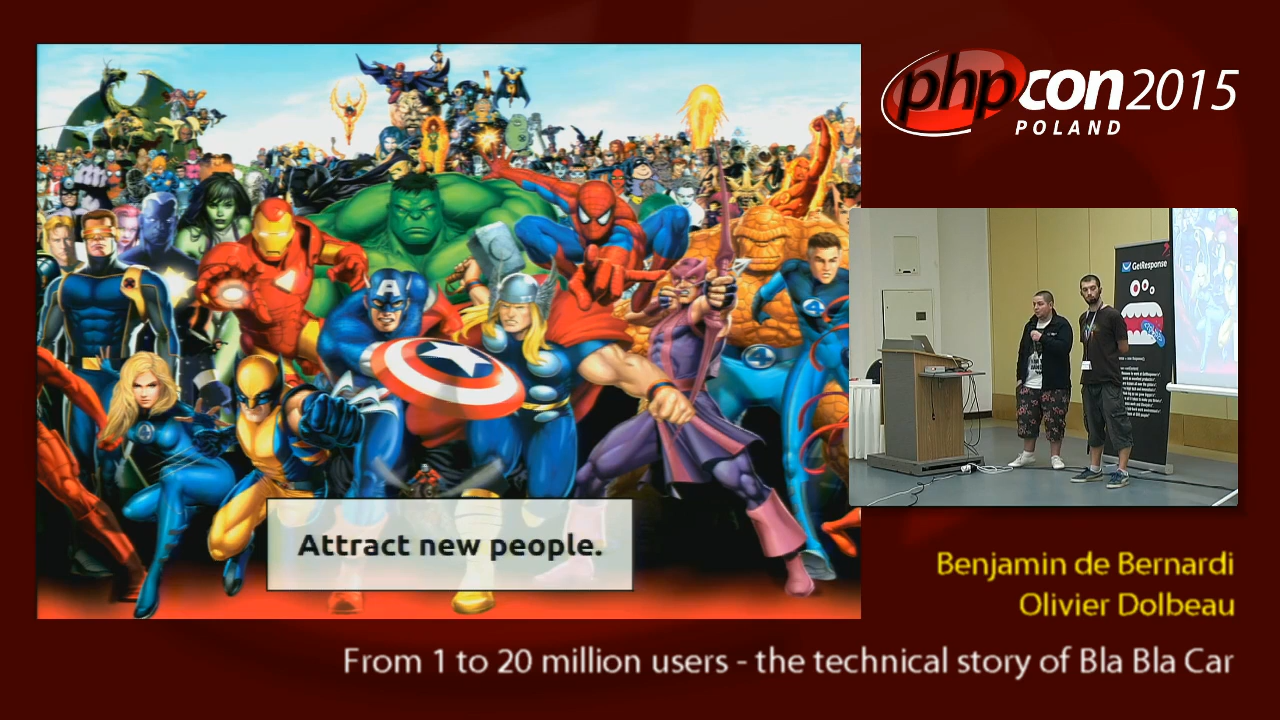 phpcon2015
POLAND
Attract new people.
GetResponse
Benjamin de Bernardi
Olivier Dolbeau
From 1 to 20 million users - the technical story of Bla Bla Car